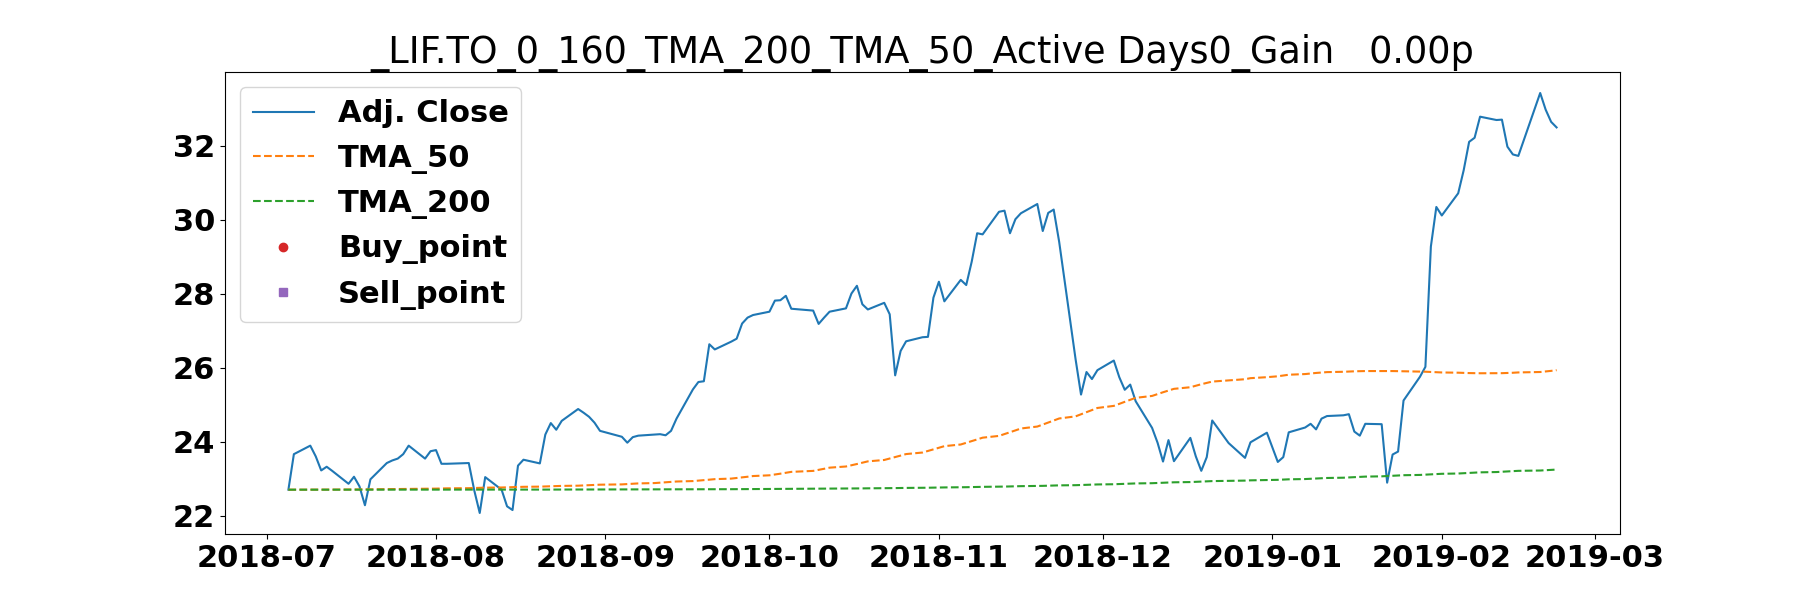 _LIF.TO_0_160_TMA_200_TMA_50_Active Days0_Gain   0.00p
Adj. Close
TMA_50
TMA_200
Buy_point
Sell_point
32
30
28
26
24
22
2018-07 2018-08 2018-09 2018-10 2018-11 2018-12 2019-01 2019-02 2019-03